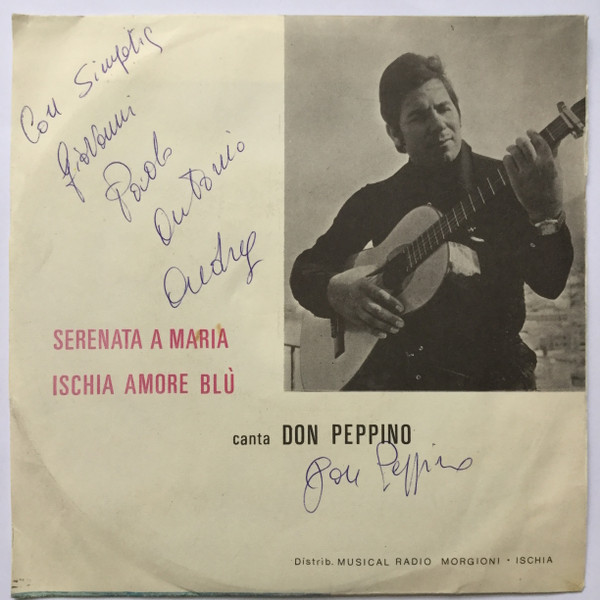 Con Simpatia
Giovanni
Paolo
Antonio
Andrea
SERENATA A MARIA
ISCHIA AMORE BLÙ
canta DON PEPPINO
Don Peppino
Distrib. MUSICAL RADIO MORGIONI • ISCHIA